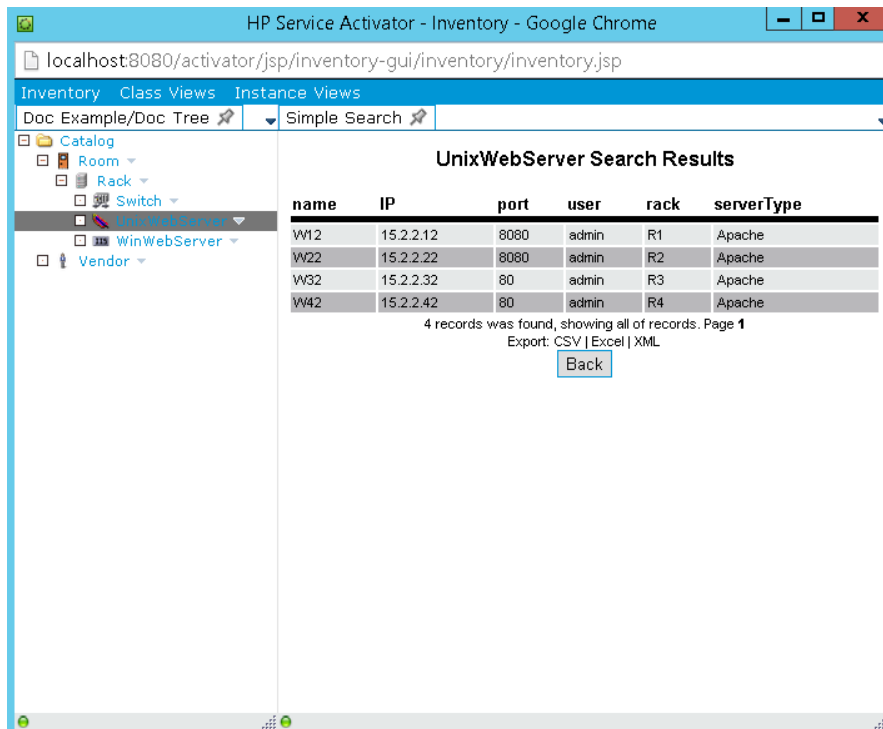 HP Service Activator - Inventory - Google Chrome
localhost:8080/activator/jsp/inventory-gui/inventory/inventory.jsp
Inventory Class Views Instance Views
Doc Example/Doc Tree Simple Search
Catalog
Room
Rack
Switch
UnixWebServer
WinWebServer
Vendor
UnixWebServer Search Results
name IP port user rack serverType
W12 15.2.2.12 8080 admin R1 Apache
W22 15.2.2.22 8080 admin R2 Apache
W32 15.2.2.32 80 admin R3 Apache
W42 15.2.2.42 80 admin R4 Apache
4 records was found, showing all of records. Page 1
Export: CSV | Excel | XML
Back